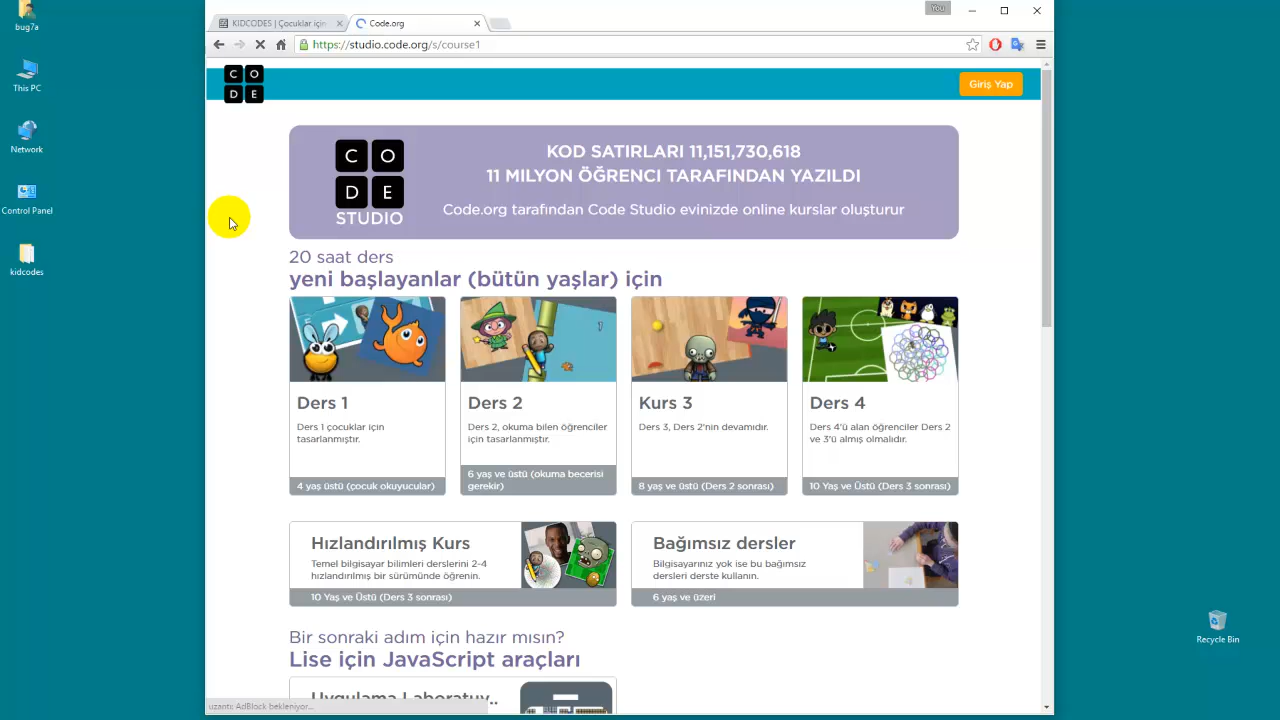 bug7a
This PC
Network
Control Panel
kidcodes
Recycle Bin
You
KIDCODES | Çocuklar için
Code.org
https://studio.code.org/s/course1
C O
D E
Giriş Yap
C O
D E
STUDIO
KOD SATIRLARI 11,151,730,618
11 MILYON ÖĞRENCI TARAFINDAN YAZILDI
Code.org tarafından Code Studio evinizde online kurslar oluşturur
20 saat ders
yeni başlayanlar (bütün yaşlar) için
1
Ders 1
Ders 1 çocuklar için
tasarlanmıştır.
4 yaş üstü (çocuk okuyucular)
Ders 2
Ders 2, okuma bilen öğrenciler
için tasarlanmıştır.
6 yaş ve üstü (okuma becerisi
gerekir)
Kurs 3
Ders 3, Ders 2'nin devamıdır.
8 yaş ve üstü (Ders 2 sonrası)
Ders 4
Ders 4'ü alan öğrenciler Ders 2
ve 3'ü almış olmalıdır.
10 Yaş ve Üstü (Ders 3 sonrası)
Hızlandırılmış Kurs
Temel bilgisayar bilimleri derslerini 2-4
hızlandırılmış bir sürümünde öğrenin.
10 Yaş ve Üstü (Ders 3 sonrası)
Bağımsız dersler
Bilgisayarınız yok ise bu bağımsız
dersleri derste kullanın.
6 yaş ve üzeri
Bir sonraki adım için hazır mısın?
Lise için JavaScript araçları
Uygulama Laboratuv...
uzantı: AdBlock bekleniyor...